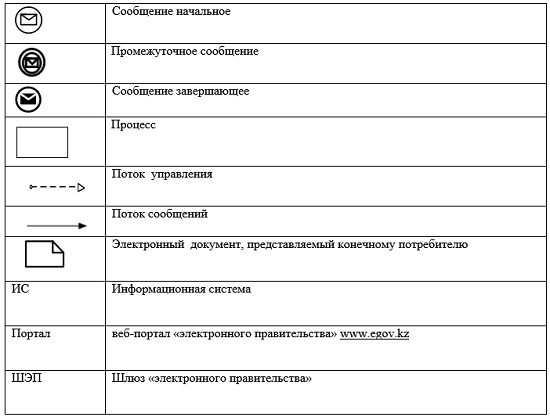 Сообщение начальное
Промежуточное сообщение
Сообщение завершающее
Процесс
Поток управления
Поток сообщений
Электронный документ, представляемый конечному потребителю
ИС Информационная система
Портал веб-портал «электронного правительства» www.egov.kz
ШЭП Шлюз «электронного правительства»